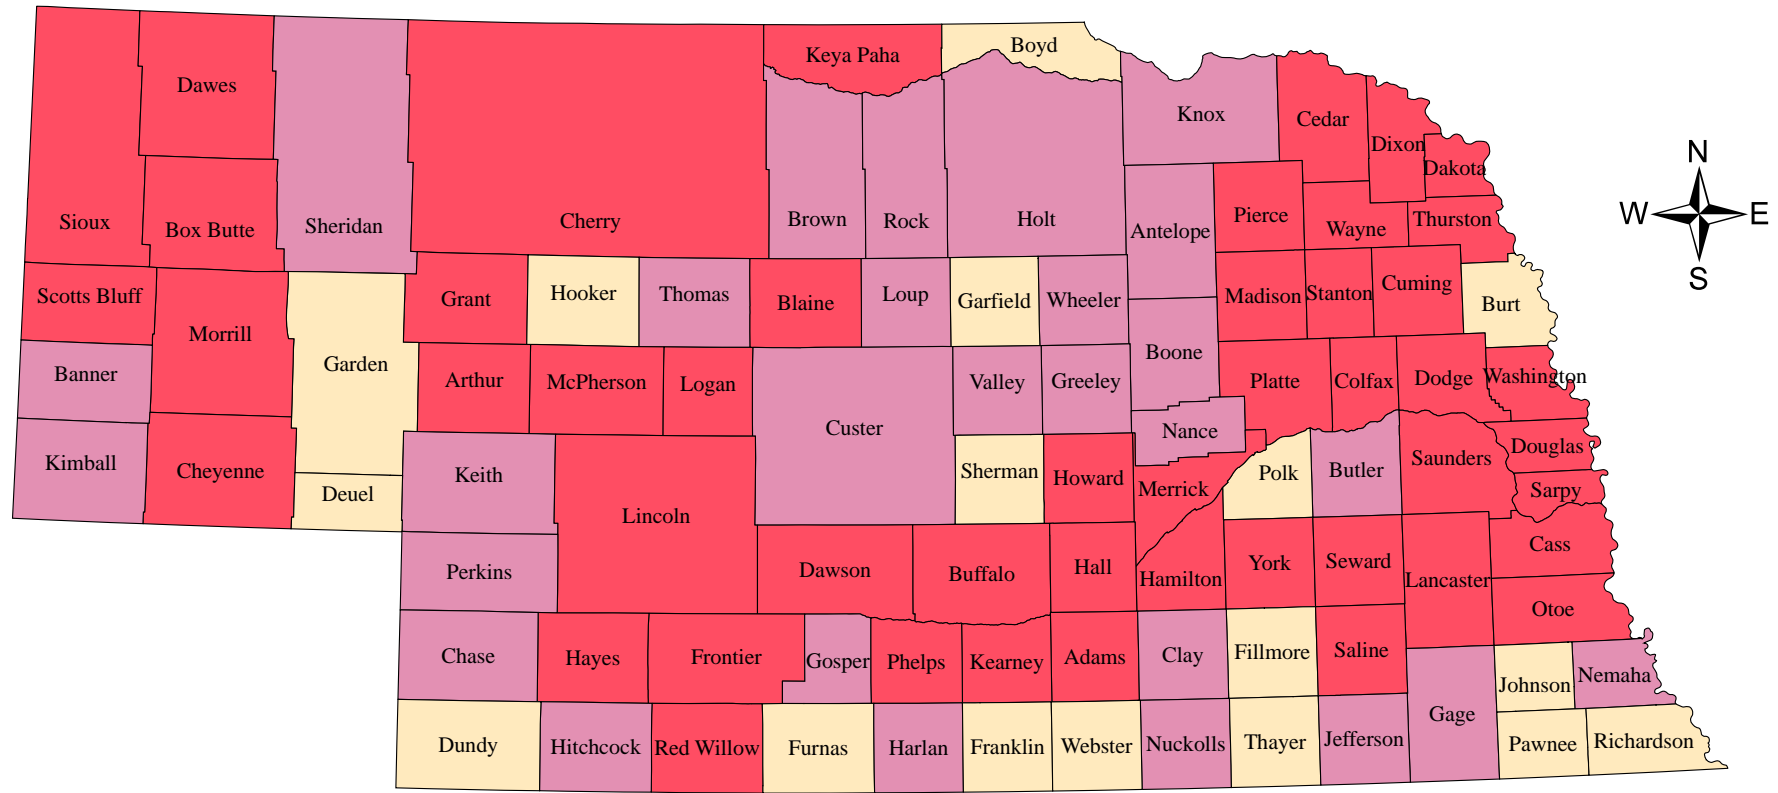 Boyd
Keya Paha
Dawes
Knox
Cedar
Dixon
Dakota
N
W
E
S
Sioux
Box Butte
Sheridan
Cherry
Brown
Rock
Holt
Antelope
Pierce
Wayne
Thurston
Scotts Bluff
Morrill
Grant
Hooker
Thomas
Blaine
Loup
Garfield
Wheeler
Madison
Stanton
Cuming
Burt
Banner
Garden
Arthur
McPherson
Logan
Custer
Valley
Greeley
Boone
Platte
Colfax
Dodge
Washington
Kimball
Cheyenne
Deuel
Keith
Lincoln
Sherman
Howard
Nance
Merrick
Polk
Butler
Saunders
Douglas
Sarpy
Perkins
Dawson
Buffalo
Hall
Hamilton
York
Seward
Lancaster
Cass
Otoe
Chase
Hayes
Frontier
Gosper
Phelps
Kearney
Adams
Clay
Fillmore
Saline
Johnson
Nemaha
Dundy
Hitchcock
Red Willow
Furnas
Harlan
Franklin
Webster
Nuckolls
Thayer
Jefferson
Gage
Pawnee
Richardson